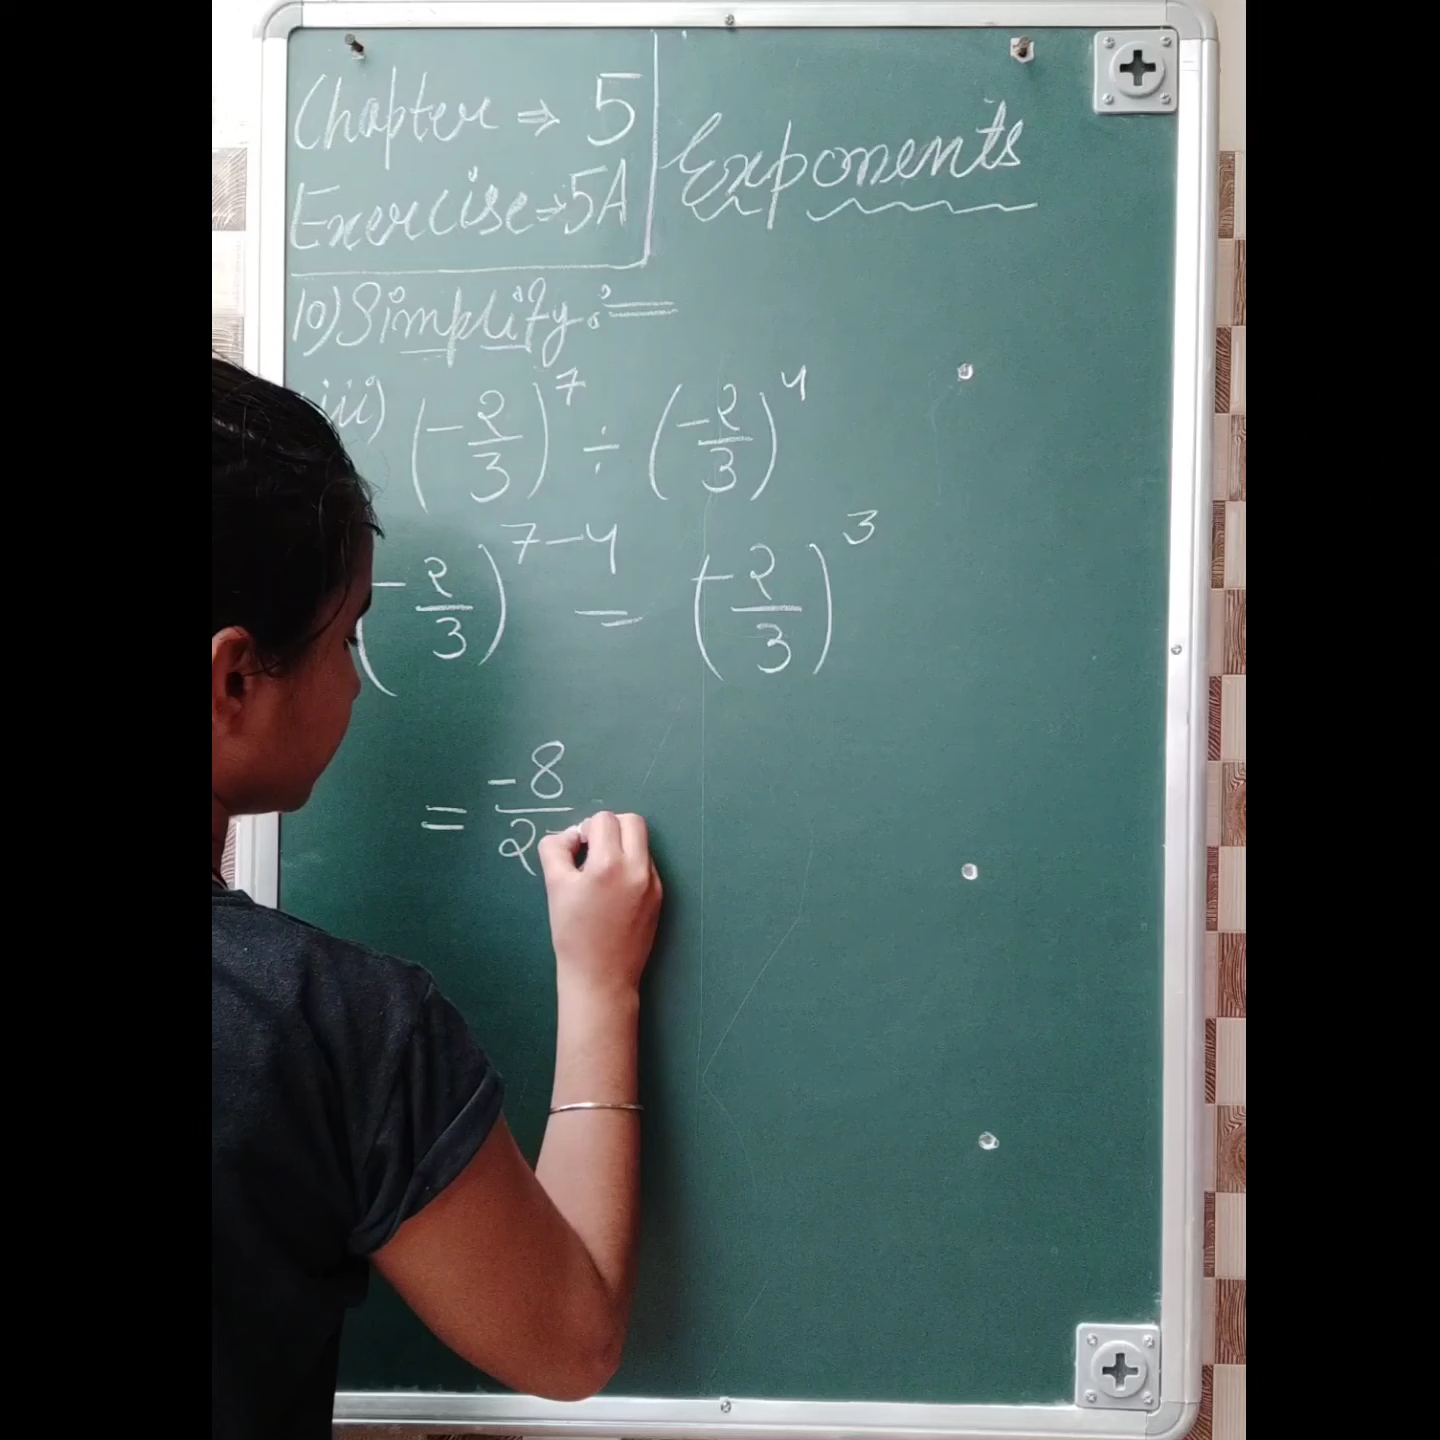 Chapter ⇒ 5
Exercise→5A
Exponents
10) Simplify:=
iii) (-2/3)^7 ÷ (-2/3)^4
(-2/3)^7-4 = (-2/3)^3
= -8/27